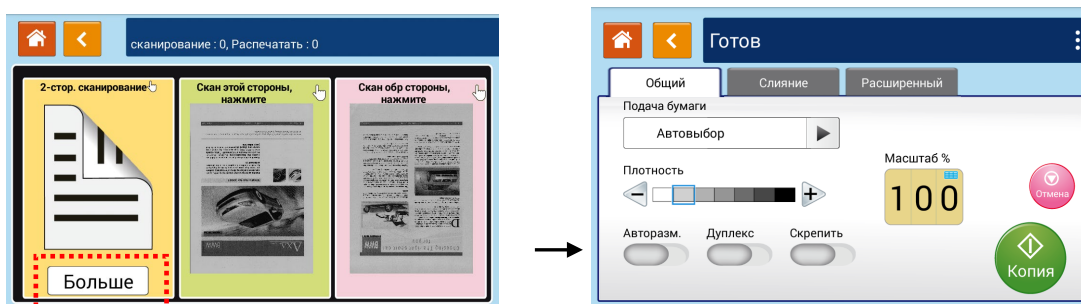 сканирование : 0, Распечатать : 0
2-стор. сканирование
Скан этой стороны,
нажмите
Скан обр стороны,
нажмите
Больше
Готов
Общий
Слияние
Расширенный
Подача бумаги
Автовыбор
Плотность
Масштаб %
100
Отмена
Авторазм.
Дуплекс
Скрепить
Копия